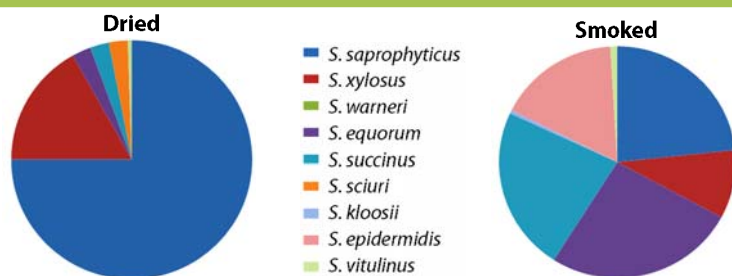 Dried
S. saprophyticus
S. xylosus
S. warneri
S. equorum
S. succinus
S. sciuri
S. kloosii
S. epidermidis
S. vitulinus
Smoked